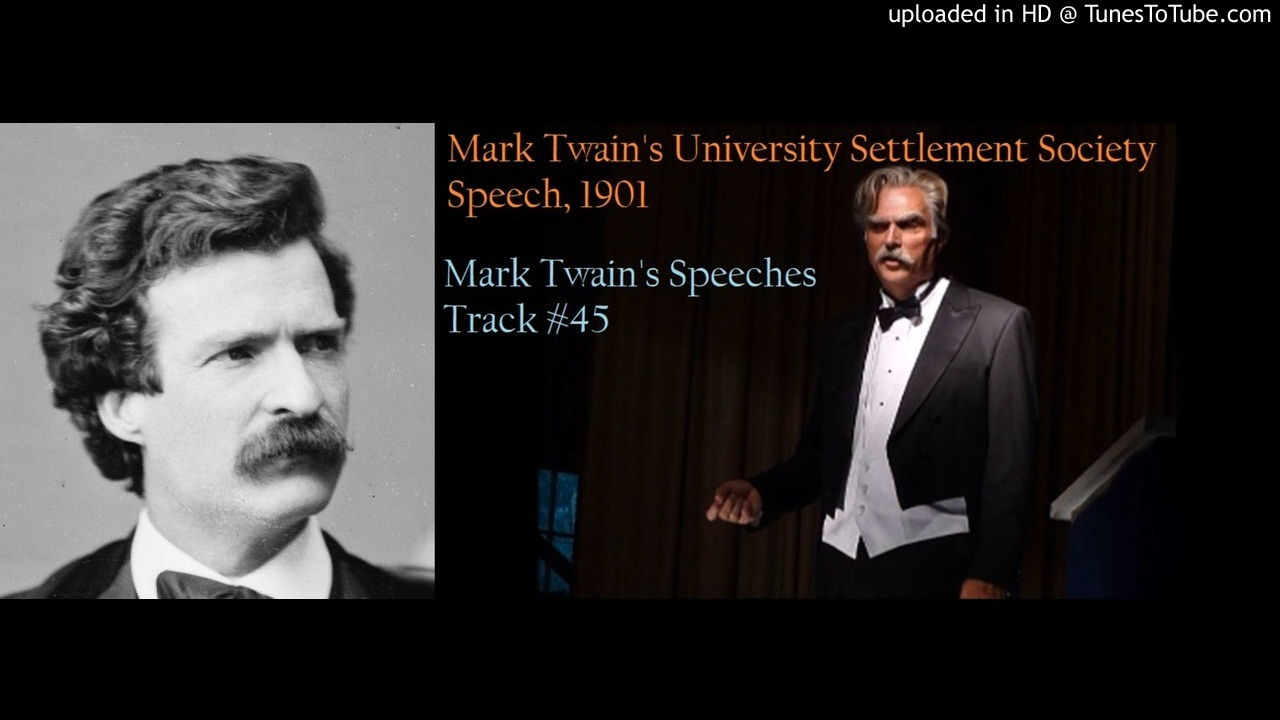 uploaded in HD @ TunesToTube.com
Mark Twain's University Settlement Society
Speech, 1901
Mark Twain's Speeches
Track #45